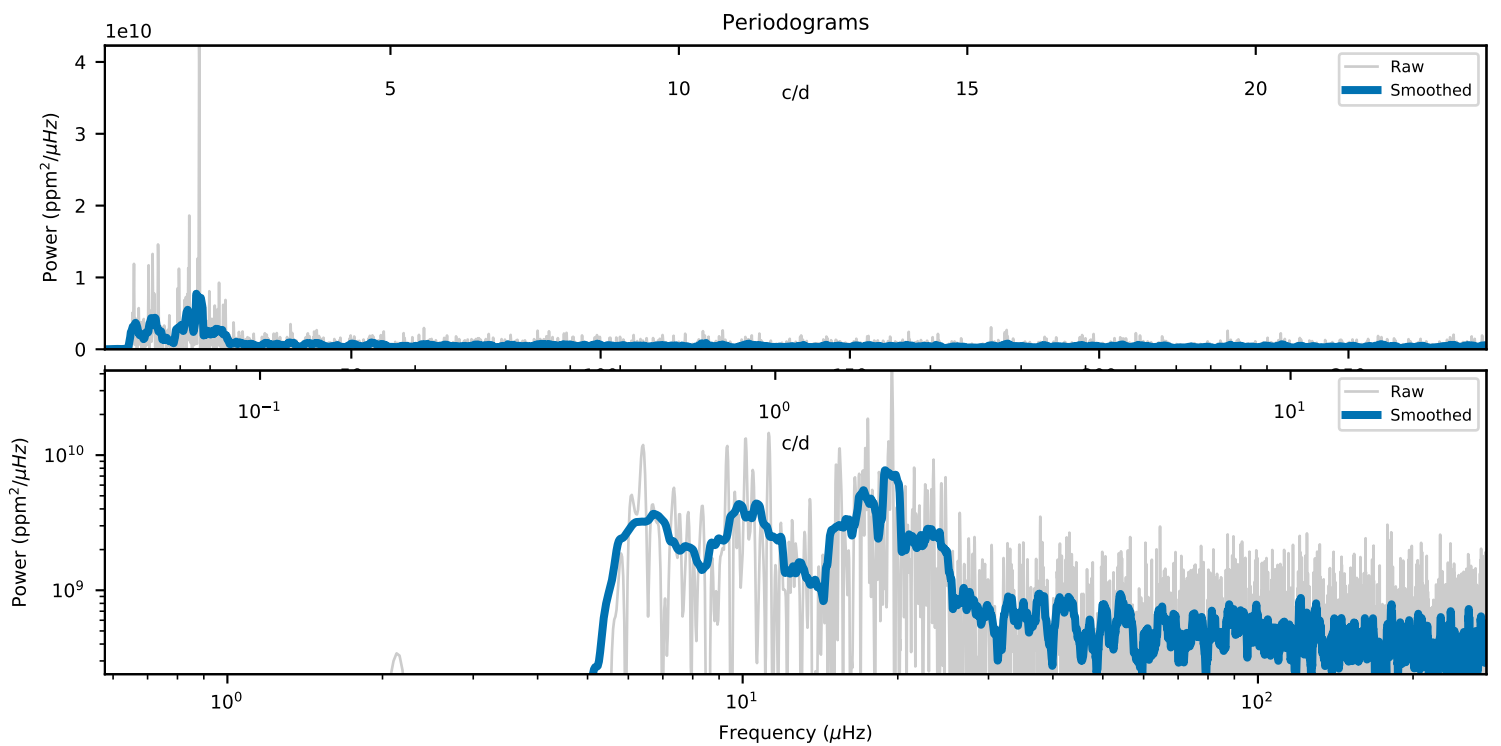 Periodograms
1e10
Power (ppm²/μHz)
4
3
2
1
0
5
10
15
20
c/d
Raw
Smoothed
10⁻¹
10⁰
10¹
c/d
Raw
Smoothed
Power (ppm²/μHz)
10¹⁰
10⁹
10⁰
10¹
10²
Frequency (μHz)